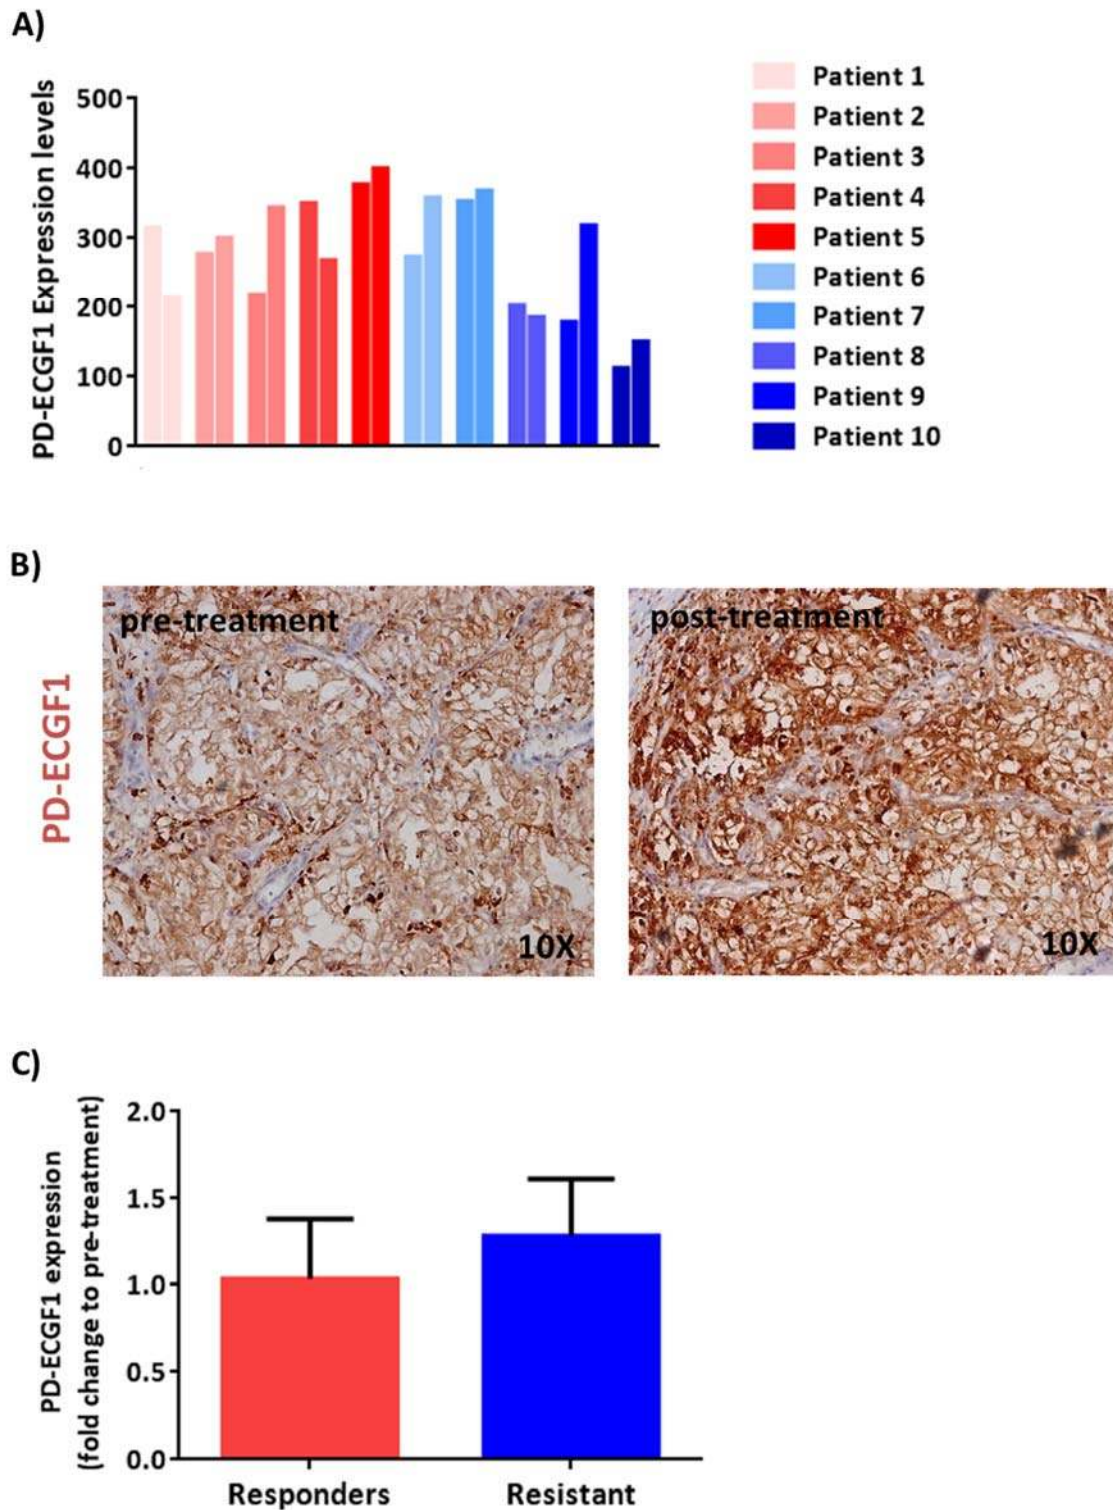 A)
PD-ECGF1 Expression levels
500
400
300
200
100
0
Patient 1
Patient 2
Patient 3
Patient 4
Patient 5
Patient 6
Patient 7
Patient 8
Patient 9
Patient 10
B)
PD-ECGF1
pre-treatment
10X
post-treatment
10X
C)
PD-ECGF1 expression
(fold change to pre-treatment)
2.0
1.5
1.0
0.5
0.0
Responders
Resistant